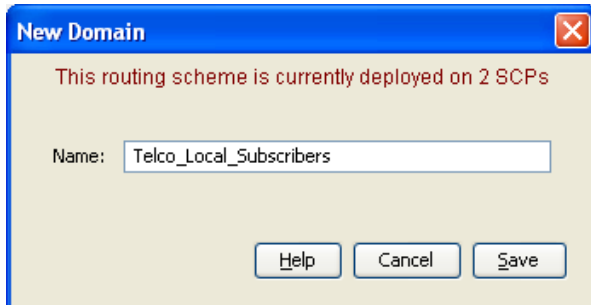 New Domain
This routing scheme is currently deployed on 2 SCPs
Name: Telco_Local_Subscribers
Help Cancel Save